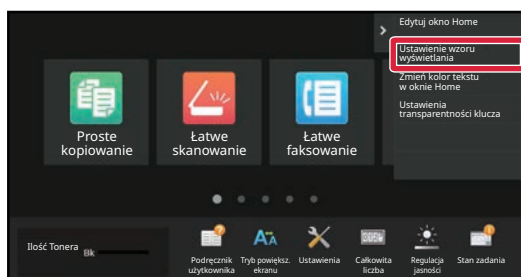 Edytuj okno Home
Ustawienie wzoru
wyświetlania
Zmień kolor tekstu
w oknie Home
Ustawienia
transparentności klucza
Proste
kopiowanie
Łatwe
skanowanie
Łatwe
faksowanie
Ilość Tonera
Bk
Podręcznik
użytkownika
Tryb powiększ.
ekranu
Ustawienia
Całkowita
liczba
Regulacja
jasności
Stan zadania